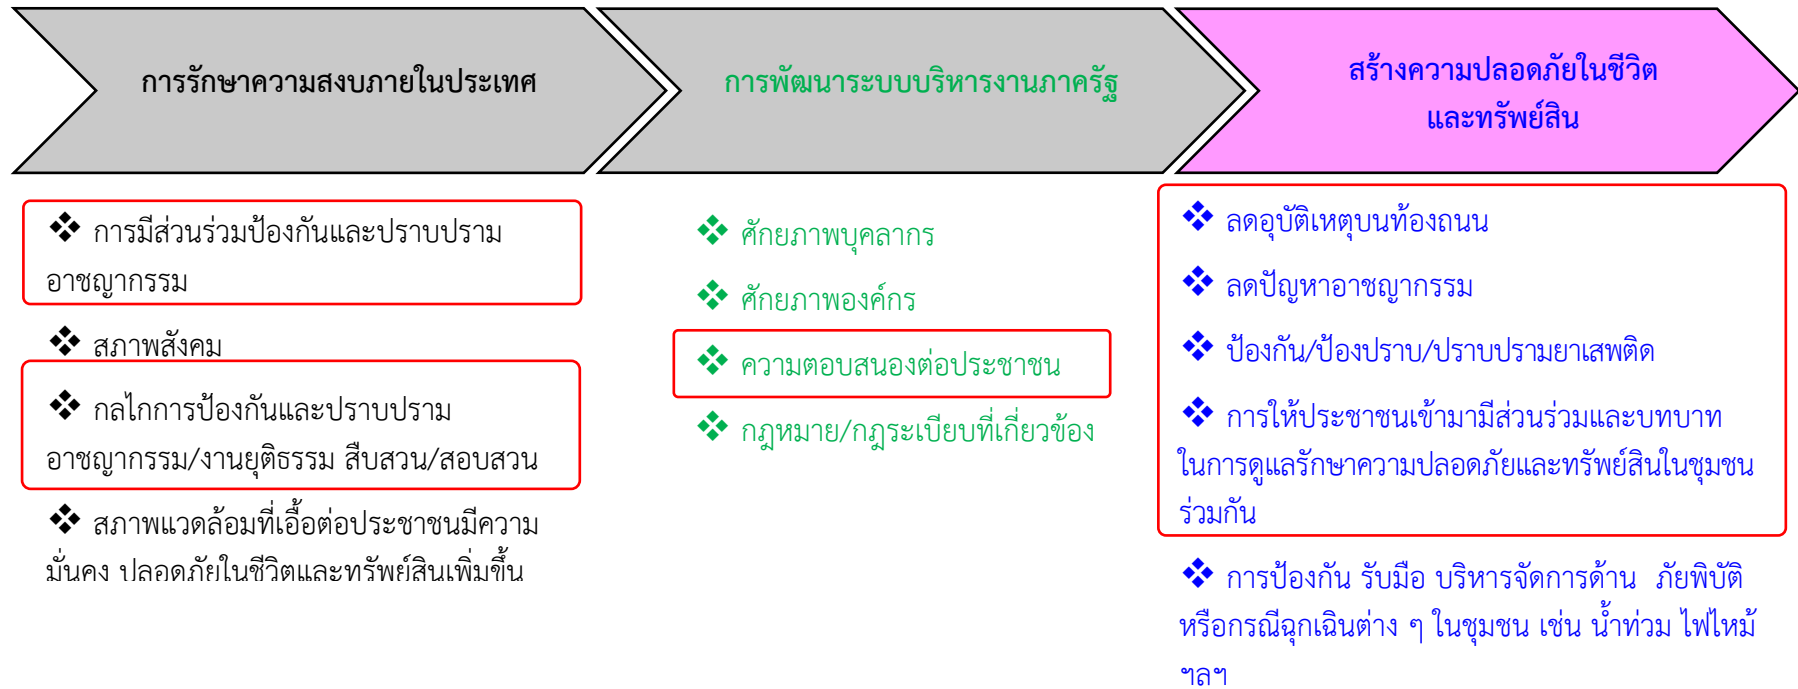 การรักษาความสงบภายในประเทศ
การพัฒนาระบบบริหารงานภาครัฐ
สร้างความปลอดภัยในชีวิต
และทรัพย์สิน
❖ การมีส่วนร่วมป้องกันและปราบปราม
อาชญากรรม
❖ สภาพสังคม
❖ กลไกการป้องกันและปราบปราม
อาชญากรรม/งานยุติธรรม สืบสวน/สอบสวน
❖ สภาพแวดล้อมที่เอื้อต่อประชาชนมีความ
มั่นคง ปลอดภัยในชีวิตและทรัพย์สินเพิ่มขึ้น
❖ ศักยภาพบุคลากร
❖ ศักยภาพองค์กร
❖ ความตอบสนองต่อประชาชน
❖ กฎหมาย/กฎระเบียบที่เกี่ยวข้อง
❖ ลดอุบัติเหตุบนท้องถนน
❖ ลดปัญหาอาชญากรรม
❖ ป้องกัน/ป้องปราบ/ปราบปรามยาเสพติด
❖ การให้ประชาชนเข้ามามีส่วนร่วมและบทบาท
ในการดูแลรักษาความปลอดภัยและทรัพย์สินในชุมชน
ร่วมกัน
❖ การป้องกัน รับมือ บริหารจัดการด้าน ภัยพิบัติ
หรือกรณีฉุกเฉินต่าง ๆ ในชุมชน เช่น น้ำท่วม ไฟไหม้
ฯลฯ